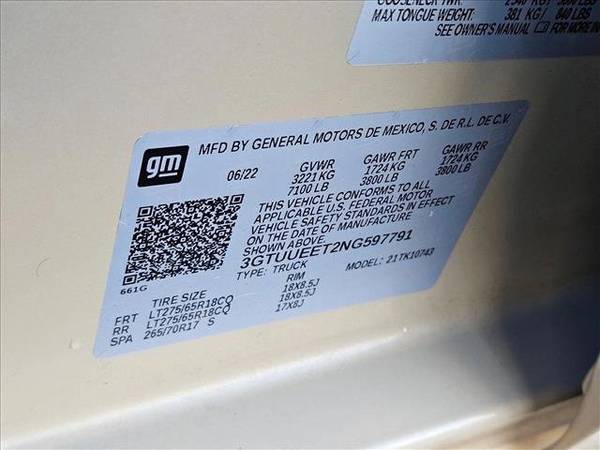 MAX TONGUE WEIGHT: 381 KG/ 840 LBS
SEE OWNER'S MANUAL FOR MORE IN
gm
MFD BY GENERAL MOTORS DE MEXICO, S. DE R.L. DE C.V.
06/22 GVWR GAWR FRT GAWR RR
3221 KG 1724 KG 1724 KG
7100 LB 3800 LB 3800 LB
THIS VEHICLE CONFORMS TO ALL
APPLICABLE U.S. FEDERAL MOTOR
VEHICLE SAFETY STANDARDS IN EFFECT
ON THE DATE OF MANUFACTURE
SHOWN ABOVE.
3GTUUEET2NG597791
TYPE: TRUCK MODEL: 21TK10743
661G
TIRE SIZE RIM
FRT LT275/65R18CQ 18X8.5J
RR LT275/65R18CQ 18X8.5J
SPA 265/70R17 S 17X8J